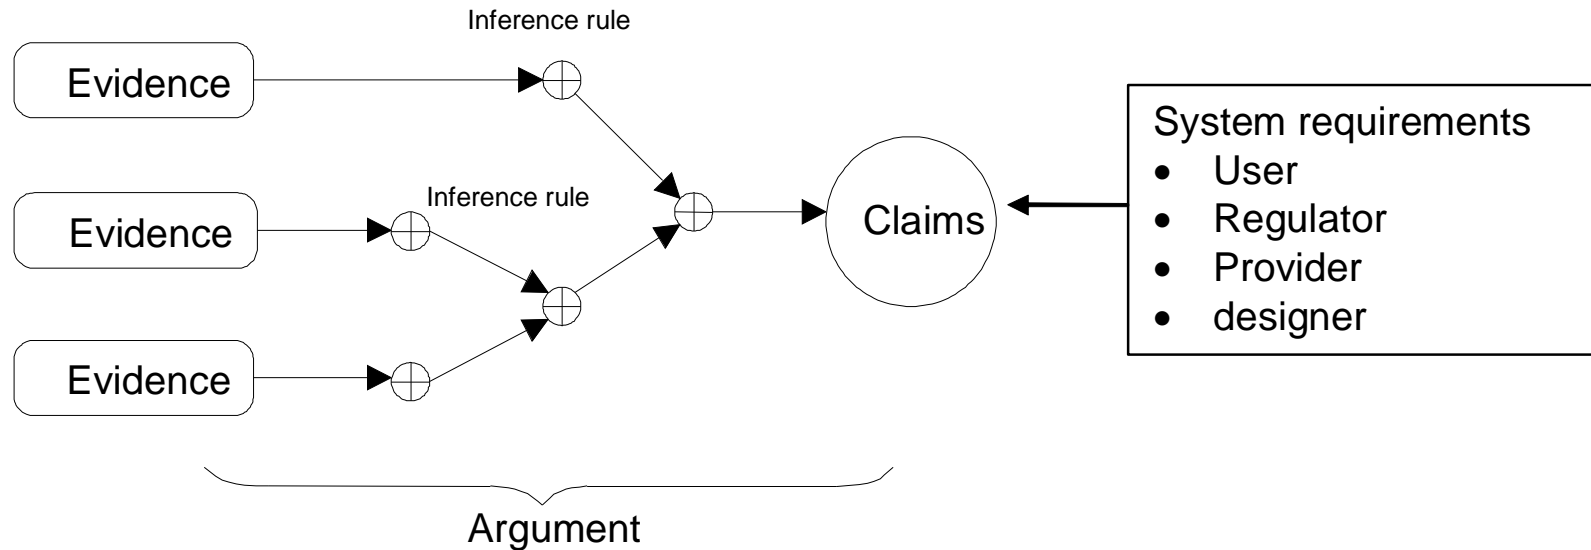 Inference rule
Evidence
Inference rule
Evidence
Evidence
Claims
System requirements
• User
• Regulator
• Provider
• designer
Argument